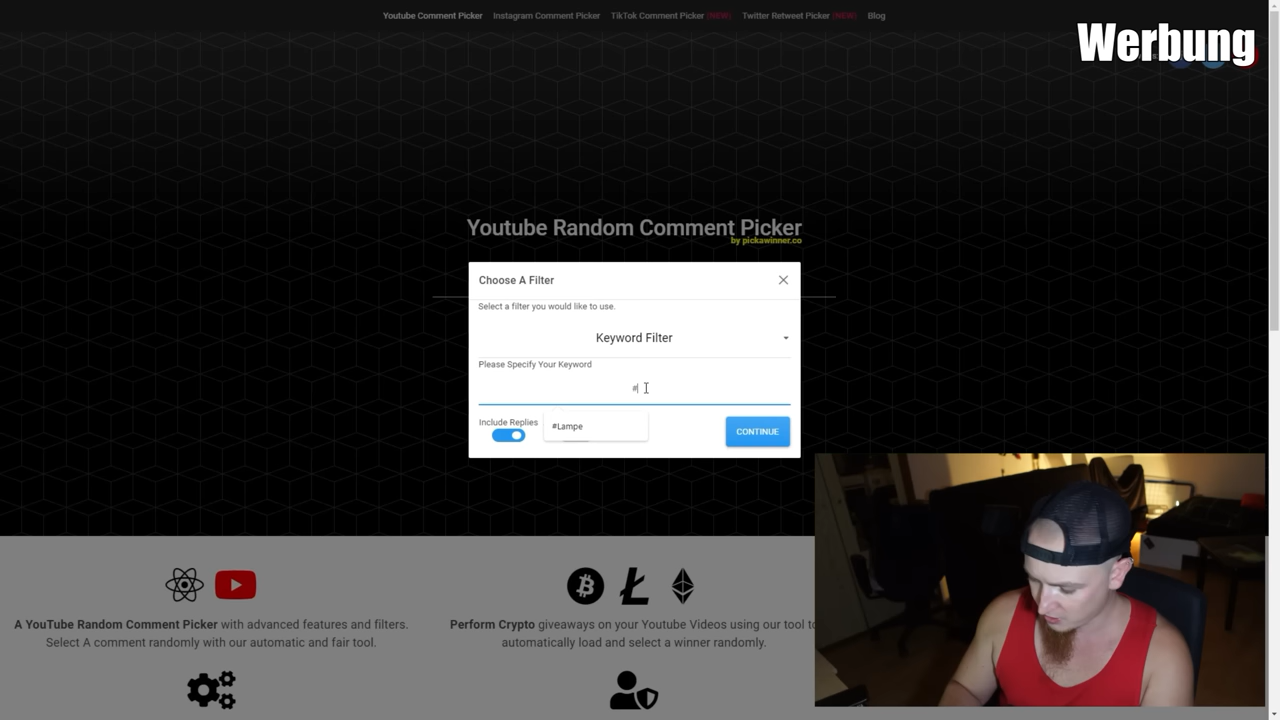 Youtube Comment Picker Instagram Comment Picker TikTok Comment Picker (NEW) Twitter Retweet Picker (NEW) Blog
Werbung
Youtube Random Comment Picker
by pickawinner.co
Choose A Filter
Select a filter you would like to use.
Keyword Filter
Please Specify Your Keyword
#
Include Replies
#Lampe
CONTINUE
A YouTube Random Comment Picker with advanced features and filters.
Select A comment randomly with our automatic and fair tool.
Perform Crypto giveaways on your Youtube Videos using our tool to
automatically load and select a winner randomly.